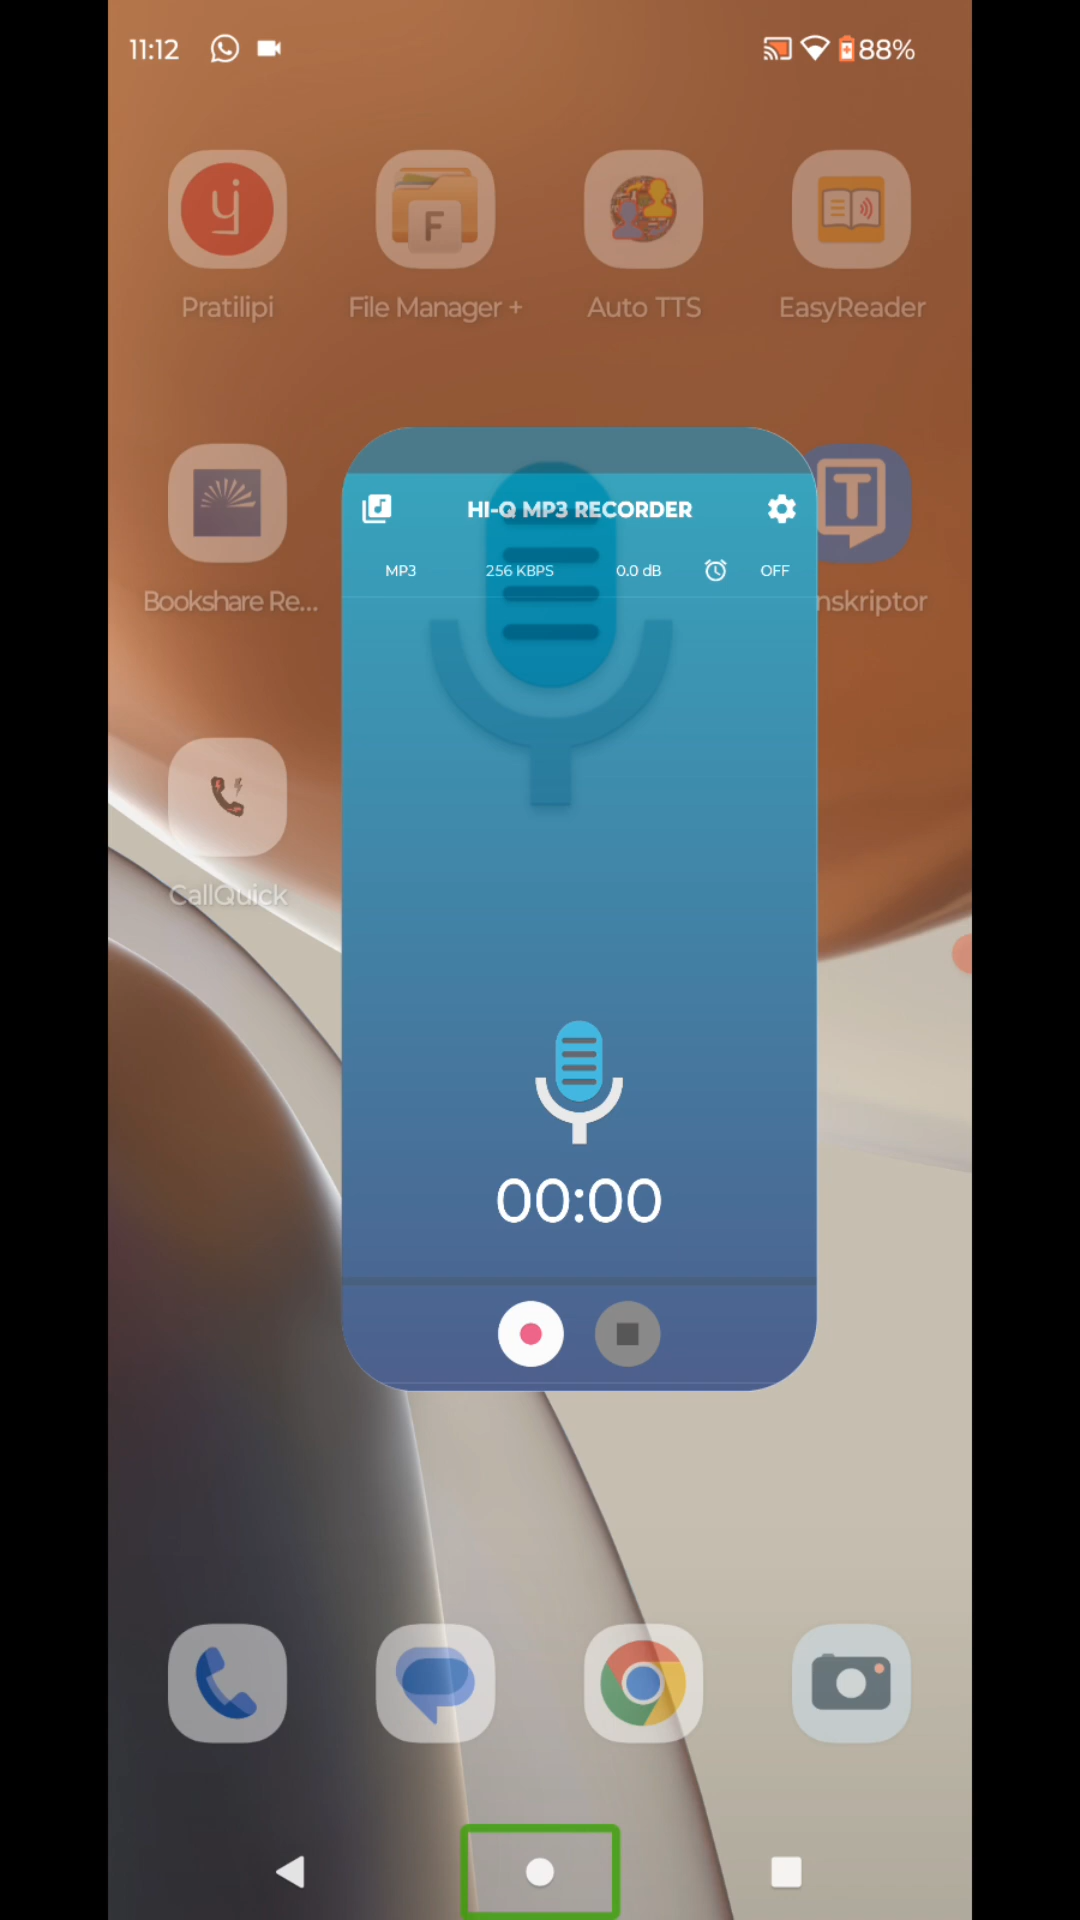 11:12 88%
Pratilipi File Manager + Auto TTS EasyReader
HI-Q MP3 RECORDER
MP3 256 KBPS 0.0 dB OFF
Bookshare Re... nskriptor
CallQuick
00:00